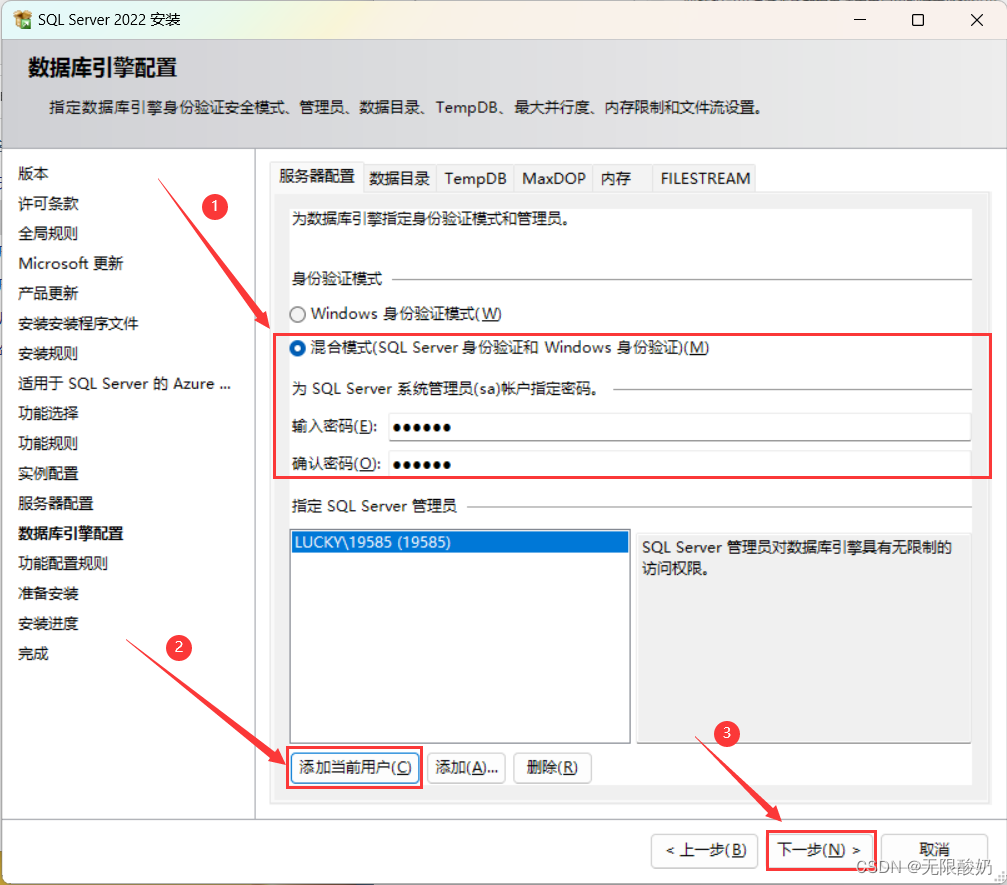 SQL Server 2022 安装
数据库引擎配置
指定数据库引擎身份验证安全模式、管理员、数据目录、TempDB、最大并行度、内存限制和文件流设置。
版本
许可条款
全局规则
Microsoft 更新
产品更新
安装安装程序文件
安装规则
适用于 SQL Server 的 Azure ...
功能选择
功能规则
实例配置
服务器配置
数据库引擎配置
功能配置规则
准备安装
安装进度
完成
1
2
服务器配置 数据目录 TempDB MaxDOP 内存 FILESTREAM
为数据库引擎指定身份验证模式和管理员。
身份验证模式
Windows 身份验证模式(W)
混合模式(SQL Server 身份验证和 Windows 身份验证)(M)
为 SQL Server 系统管理员(sa)帐户指定密码。
输入密码(E): ●●●●●●
确认密码(O): ●●●●●●
指定 SQL Server 管理员
LUCKY\19585 (19585)
SQL Server 管理员对数据库引擎具有无限制的
访问权限。
3
添加当前用户(C) 添加(A)... 删除(R)
< 上一步(B) 下一步(N) > 取消
CSDN @无限酸奶